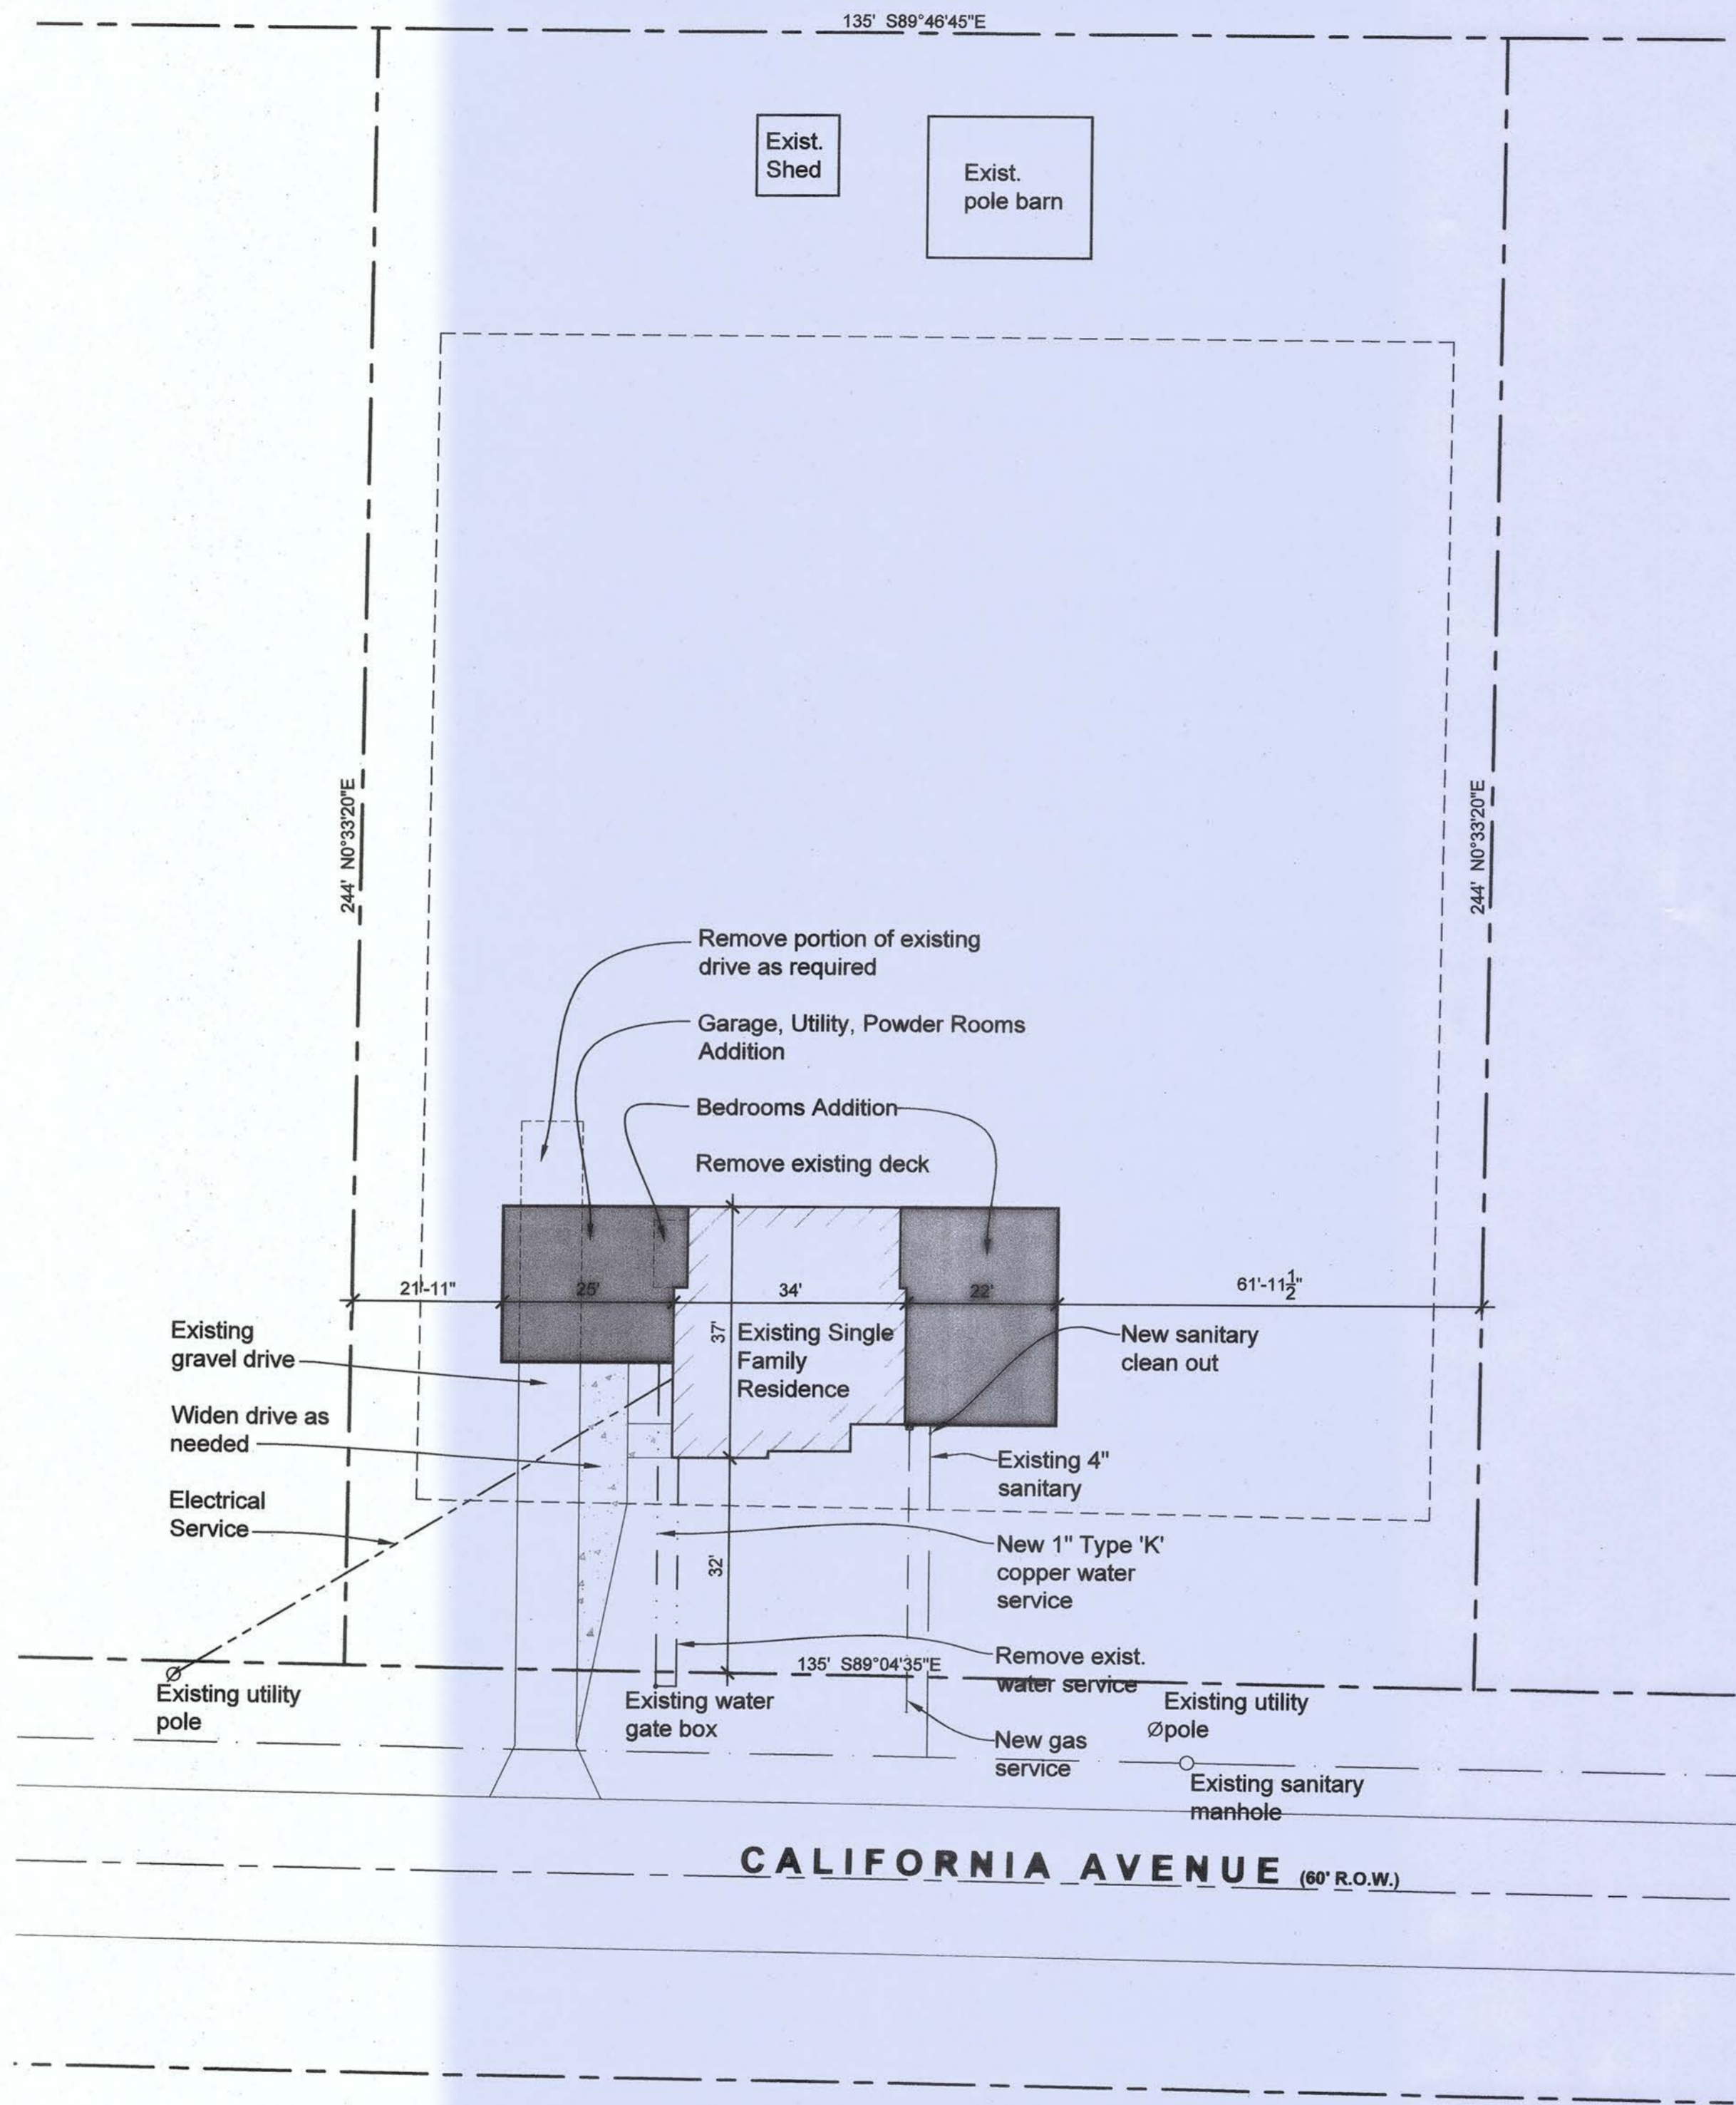 135' S89°46'45"E
Exist.
Shed
Exist.
pole barn
244' N0°33'20"E
244' N0°33'20"E
Remove portion of existing
drive as required
Garage, Utility, Powder Rooms
Addition
Bedrooms Addition
Remove existing deck
21'-11"
25'
34'
22'
61'-11½"
37'
Existing Single
Family
Residence
Existing
gravel drive
New sanitary
clean out
Widen drive as
needed
Existing 4"
sanitary
Electrical
Service
New 1" Type 'K'
copper water
service
32'
Remove exist.
water service
135' S89°04'35"E
Existing utility
pole
Existing water
gate box
Existing utility
pole
New gas
service
Existing sanitary
manhole
CALIFORNIA AVENUE (60' R.O.W.)